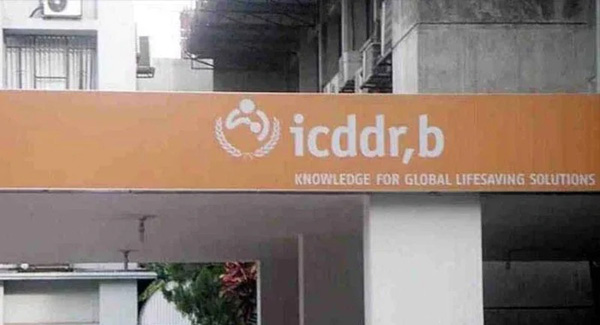 icddr,b
KNOWLEDGE FOR GLOBAL LIFESAVING SOLUTIONS